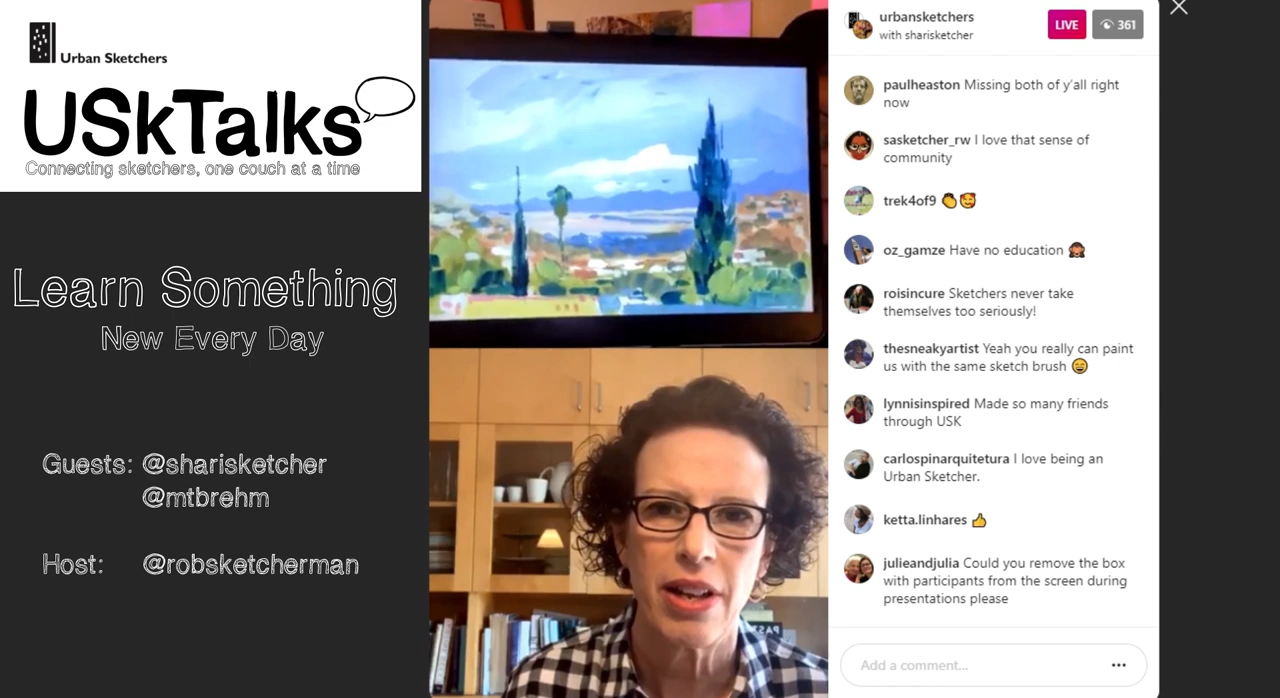 Urban Sketchers
USkTalks
Connecting sketchers, one couch at a time
Learn Something
New Every Day
Guests: @sharisketcher
@mtbrehm
Host: @robsketcherman
urbansketchers
with sharisketcher
LIVE
361
paulheaston Missing both of y'all right
now
sasketcher_rw I love that sense of
community
trek4of9 👏🥰
oz_gamze Have no education 🙊
roisincure Sketchers never take
themselves too seriously!
thesneakyartist Yeah you really can paint
us with the same sketch brush 😄
lynnisinspired Made so many friends
through USK
carlospinarquitetura I love being an
Urban Sketcher.
ketta.linhares 👍
julieandjulia Could you remove the box
with participants from the screen during
presentations please
Add a comment...